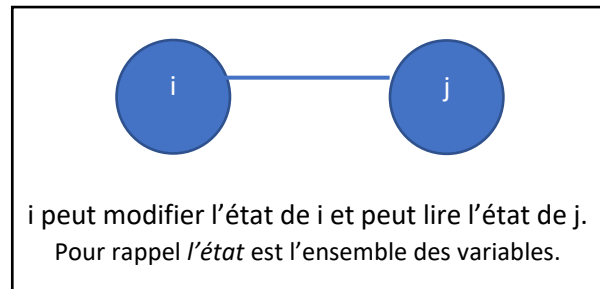 i
j
i peut modifier l’état de i et peut lire l’état de j.
Pour rappel l’état est l’ensemble des variables.